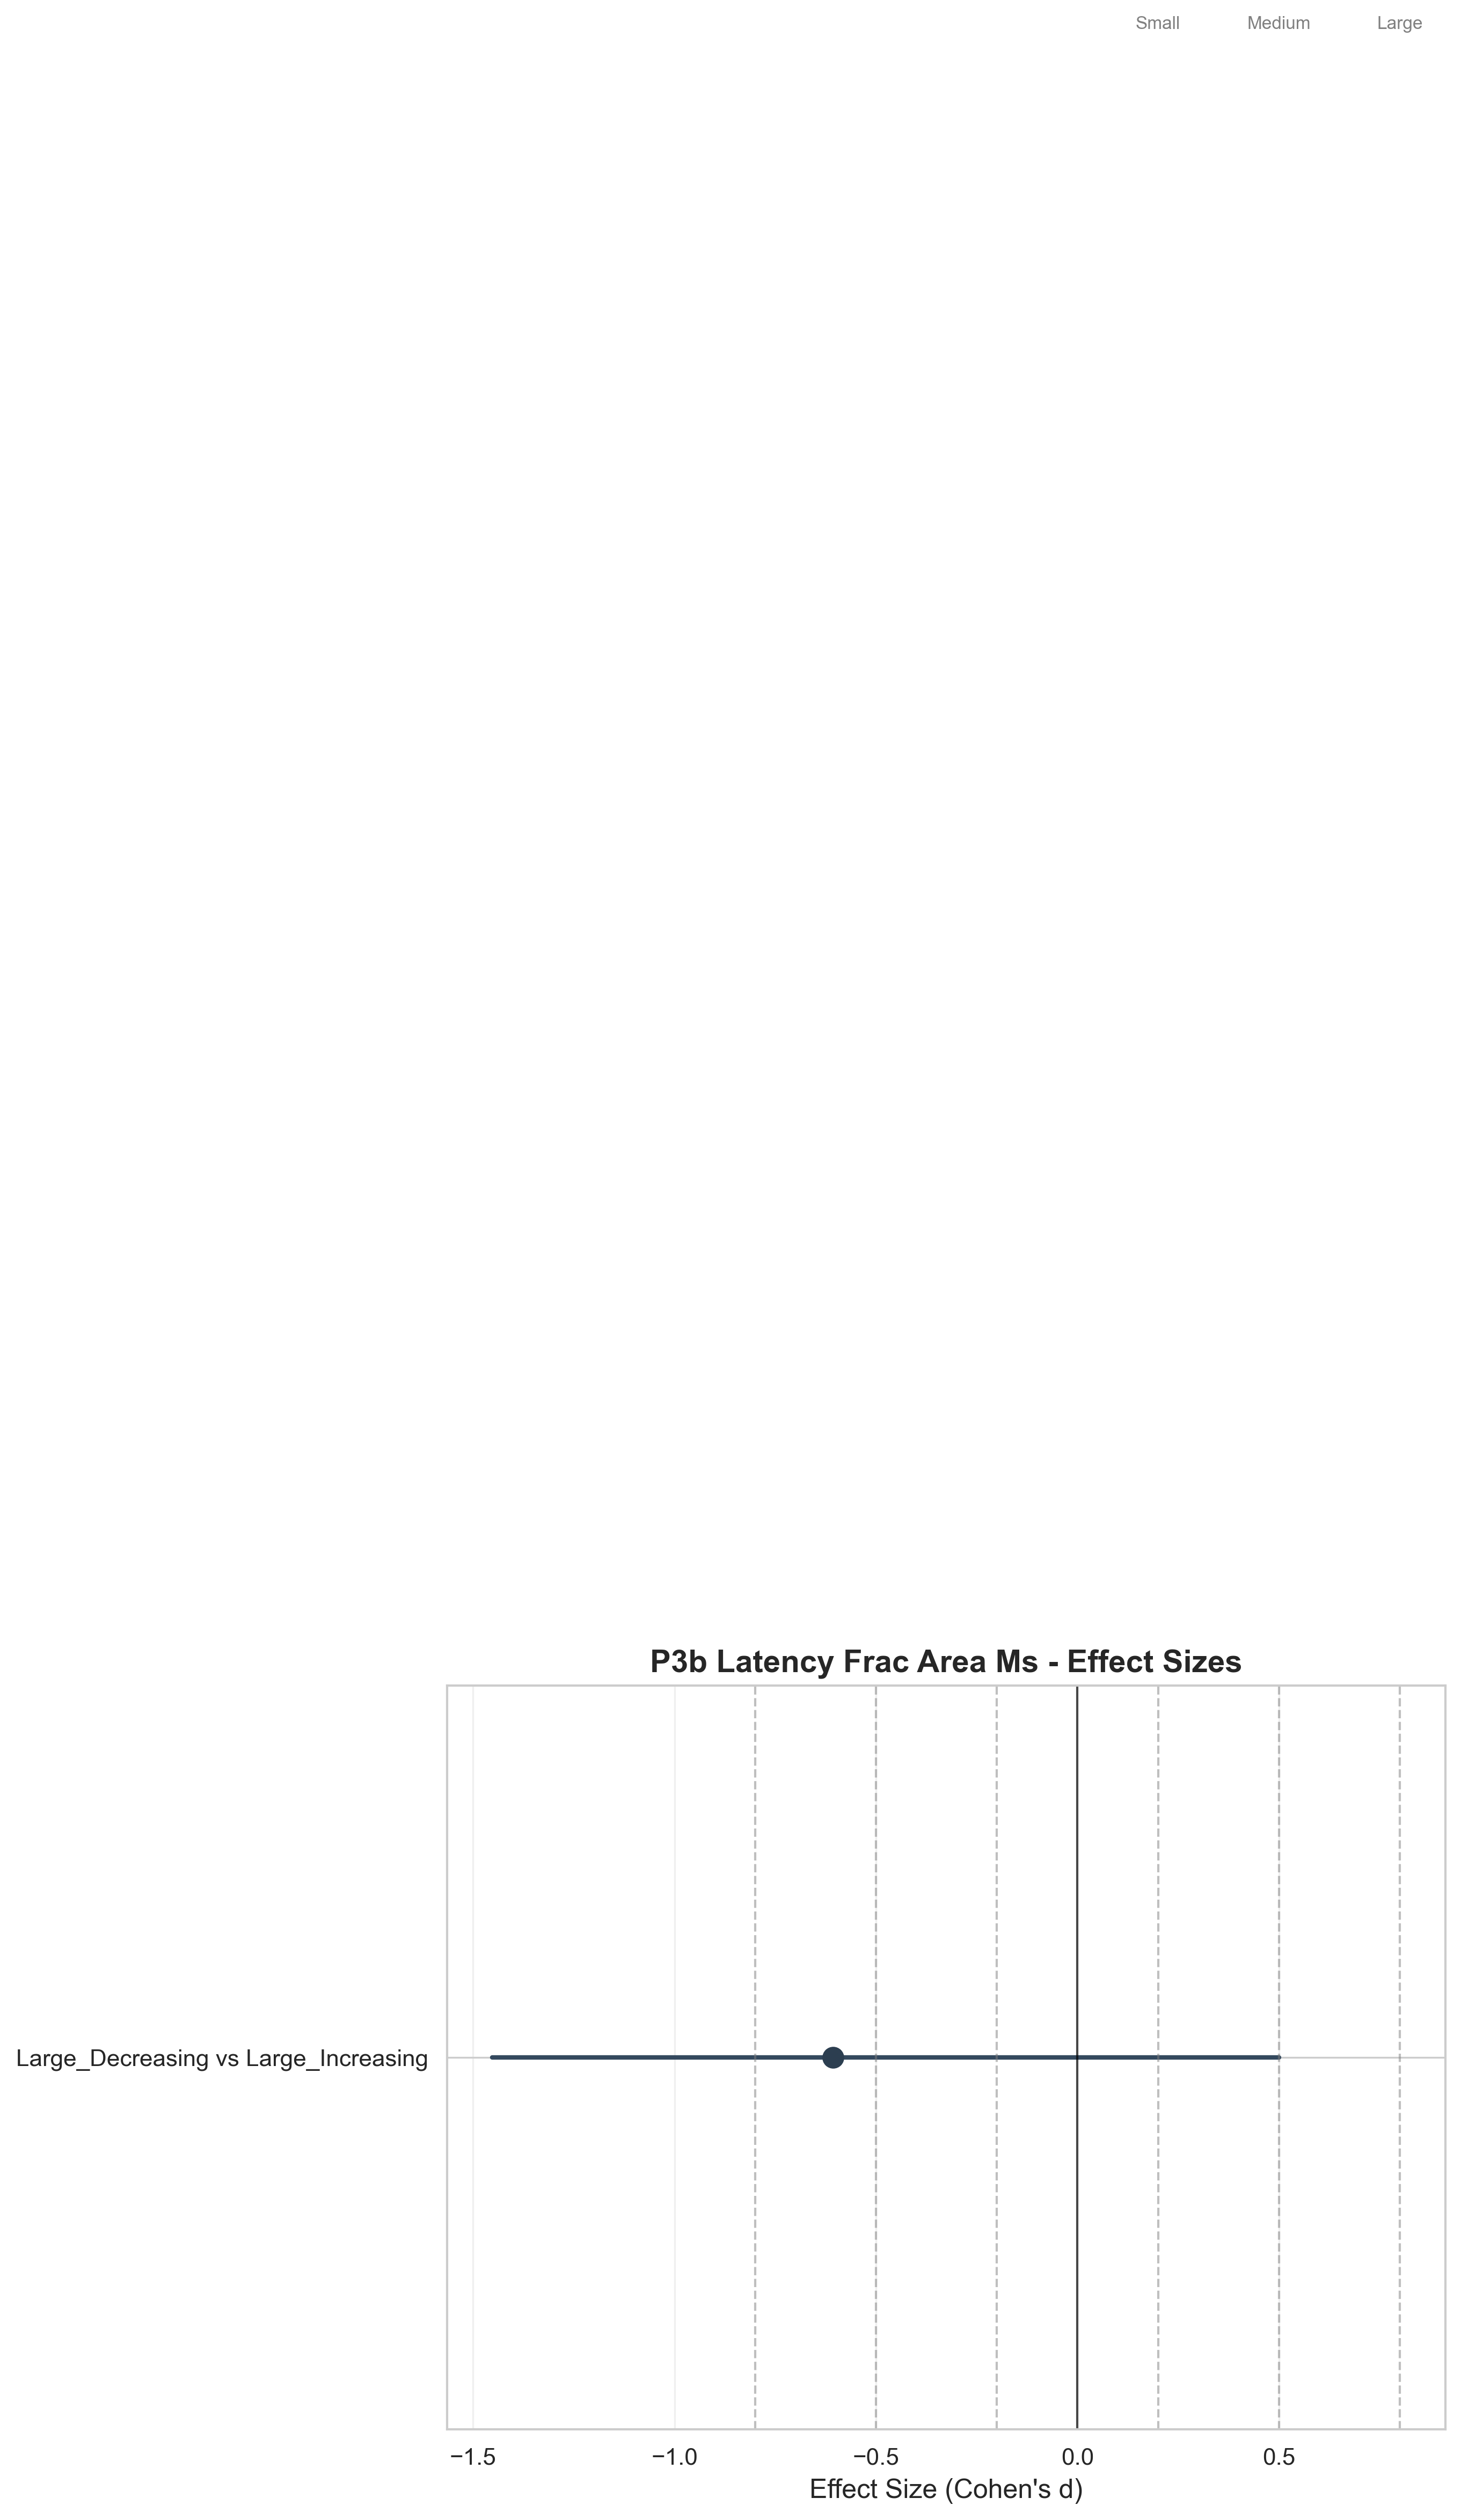 Small Medium Large
P3b Latency Frac Area Ms - Effect Sizes
Large_Decreasing vs Large_Increasing
−1.5 −1.0 −0.5 0.0 0.5
Effect Size (Cohen's d)